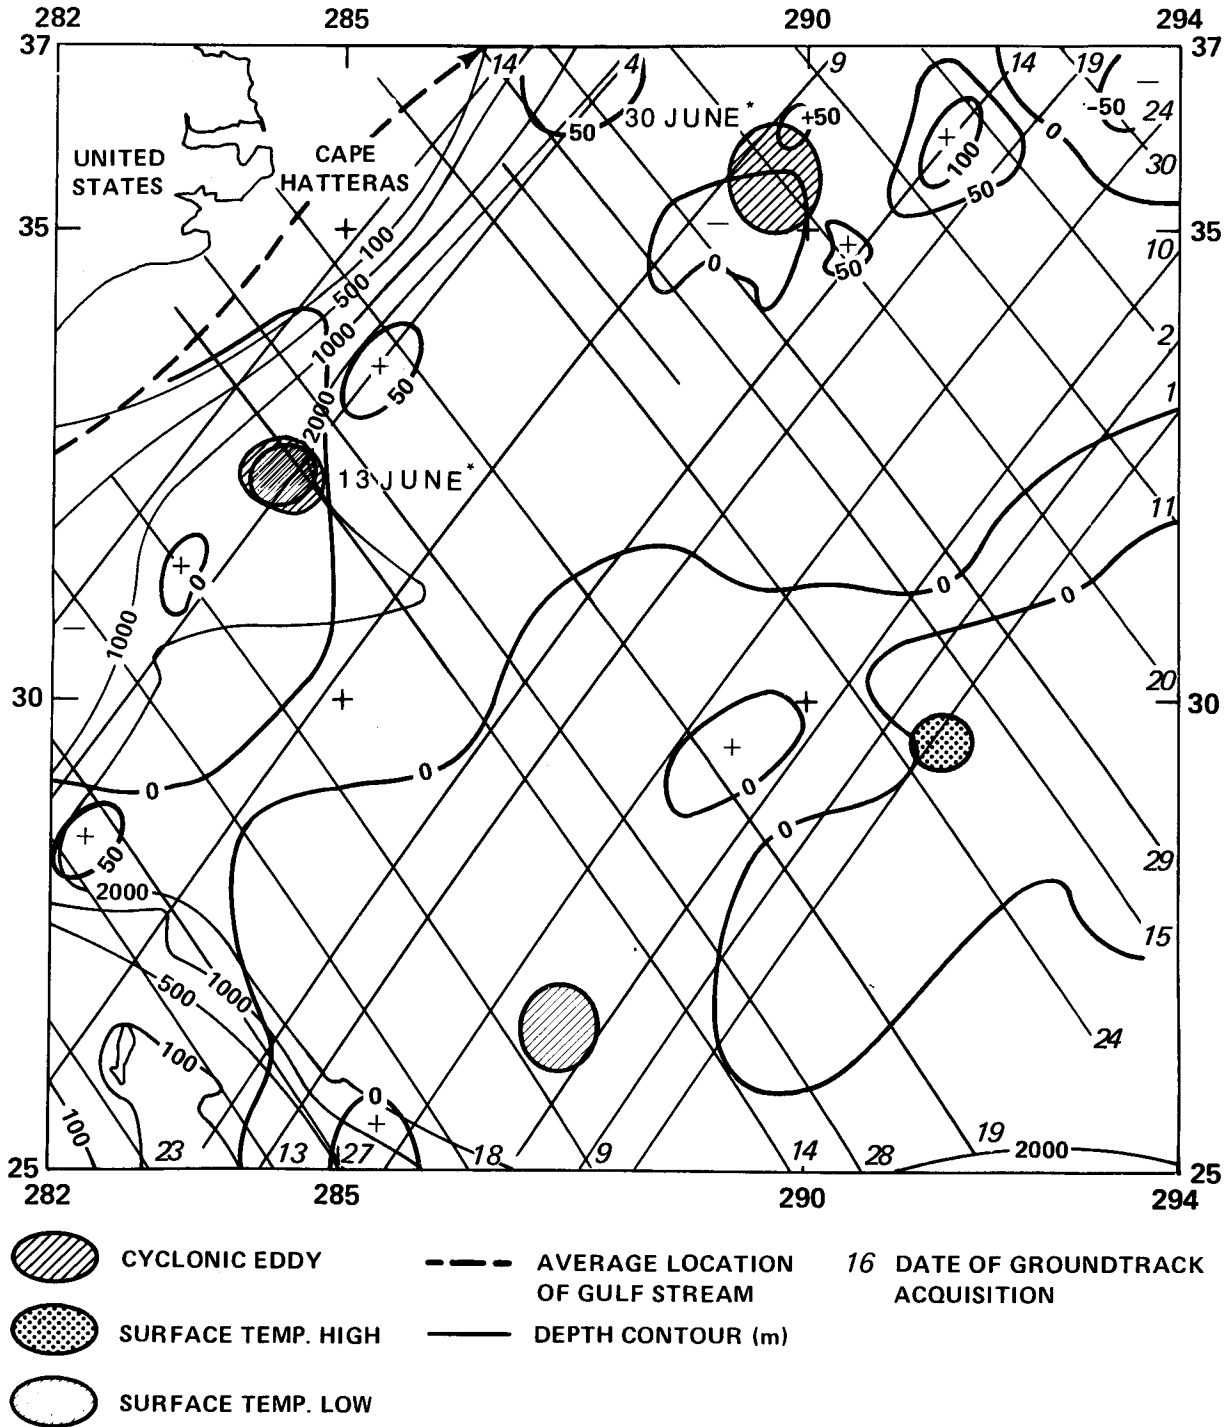 282 285 290 294
37 37
14 4 9 14 19
-50
24
30 JUNE* +50
50 0
UNITED STATES
CAPE HATTERAS
100
30
50
35 35
100
10
0
50
500
1000
2
50
1
2000
13 JUNE*
11
0
0
0
1000
20
30 30
0
0
0
0
50
29
2000
15
500
1000
24
100
0
100
23 13 27 18 9 14 28 19 2000
25 25
282 285 290 294
CYCLONIC EDDY
AVERAGE LOCATION
OF GULF STREAM
16 DATE OF GROUNDTRACK
ACQUISITION
SURFACE TEMP. HIGH
DEPTH CONTOUR (m)
SURFACE TEMP. LOW